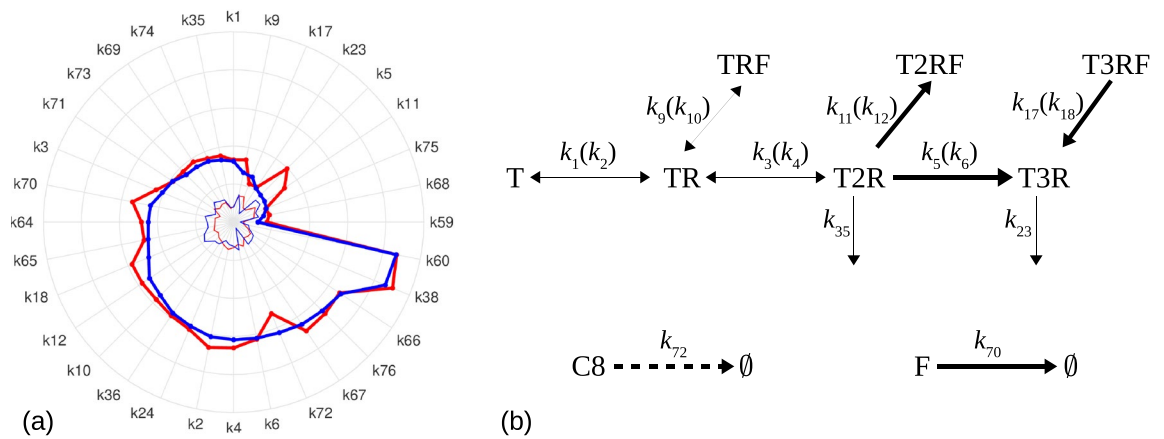 k1
k9
k17
k23
k5
k11
k75
k68
k59
k60
k38
k66
k76
k67
k72
k6
k4
k2
k24
k36
k10
k12
k18
k65
k64
k70
k3
k71
k73
k69
k74
k35
(a)
TRF T2RF T3RF
k9(k10) k11(k12) k17(k18)
k1(k2) k3(k4) k5(k6)
T TR T2R T3R
k35 k23
k72 k70
C8 ∅ F ∅
(b)